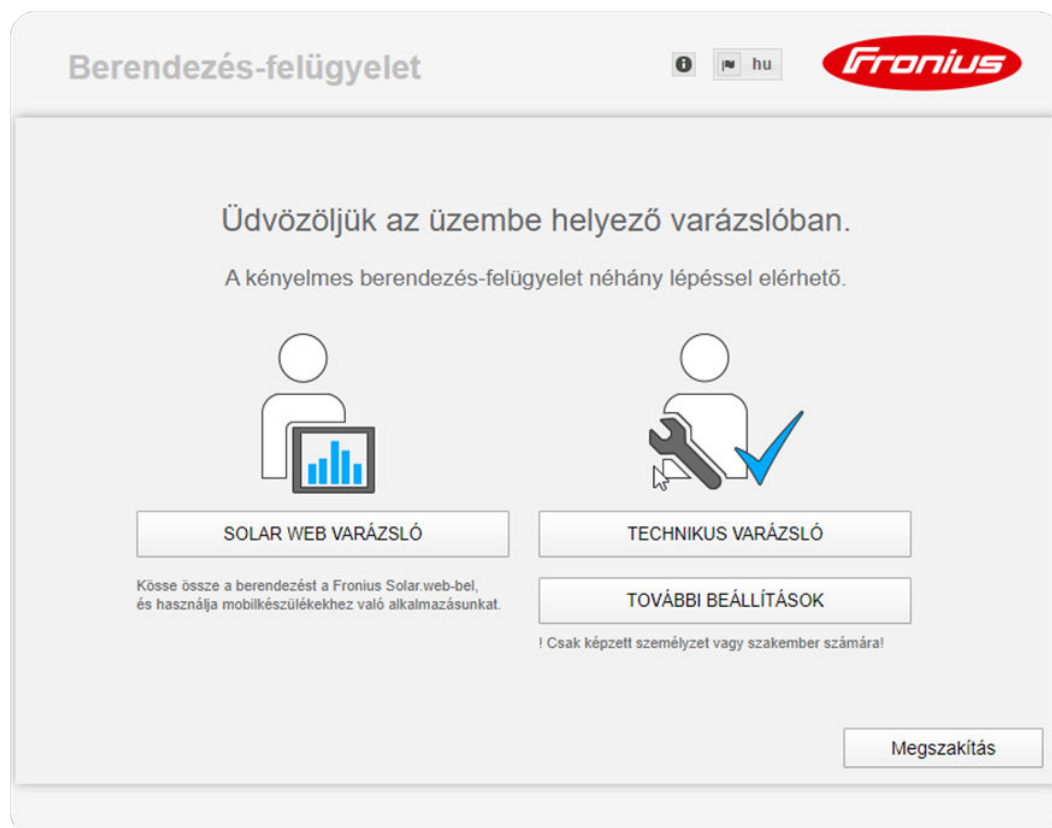 Berendezés-felügyelet
hu
Fronius
Üdvözöljük az üzembe helyező varázslóban.
A kényelmes berendezés-felügyelet néhány lépéssel elérhető.
SOLAR WEB VARÁZSLÓ
Kösse össze a berendezést a Fronius Solar.web-bel,
és használja mobilkészülékekhez való alkalmazásunkat.
TECHNIKUS VARÁZSLÓ
TOVÁBBI BEÁLLÍTÁSOK
! Csak képzett személyzet vagy szakember számára!
Megszakítás